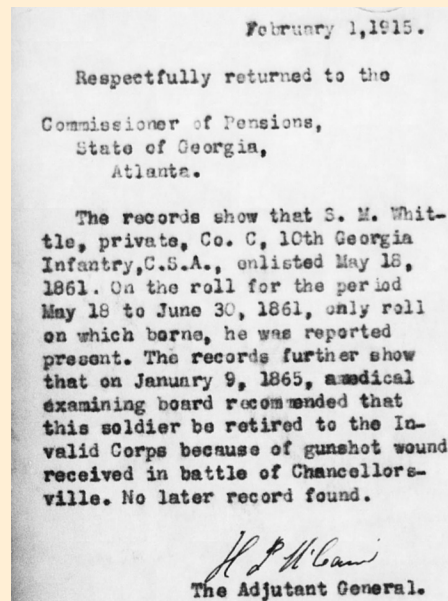 February 1,1915.
Respectfully returned to the
Commissioner of Pensions,
State of Georgia,
Atlanta.
The records show that S. M. Whit-
tle, private, Co. C, 10th Georgia
Infantry,C.S.A., enlisted May 18,
1861. On the roll for the period
May 18 to June 30, 1861, only roll
on which borne, he was reported
present. The records further show
that on January 9, 1865, a medical
examining board recommended that
this soldier be retired to the In-
valid Corps because of gunshot wound
received in battle of Chancellors-
ville. No later record found.
H P McCain
The Adjutant General.